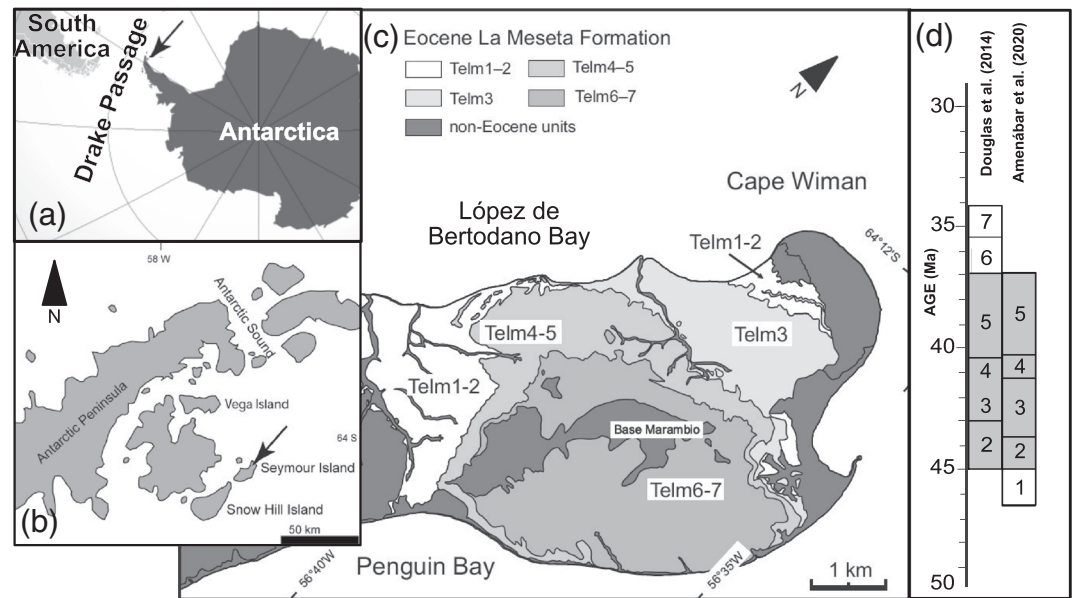 South
America
Drake Passage
Antarctica
(a)
58 W
N
Antarctic Sound
Antarctic Peninsula
Vega Island
64 S
Seymour Island
Snow Hill Island
50 km
(b)
(c) Eocene La Meseta Formation
Telm1–2
Telm4–5
Telm3
Telm6–7
non-Eocene units
N
Cape Wiman
López de
Bertodano Bay
64°12'S
Telm1-2
Telm4-5
Telm3
Telm1-2
Base Marambio
Telm6-7
Penguin Bay
56°40'W
56°35'W
1 km
(d)
Douglas et al. (2014)
Amenábar et al. (2020)
AGE (Ma)
30
35
40
45
50
7
6
5
4
3
2
5
4
3
2
1